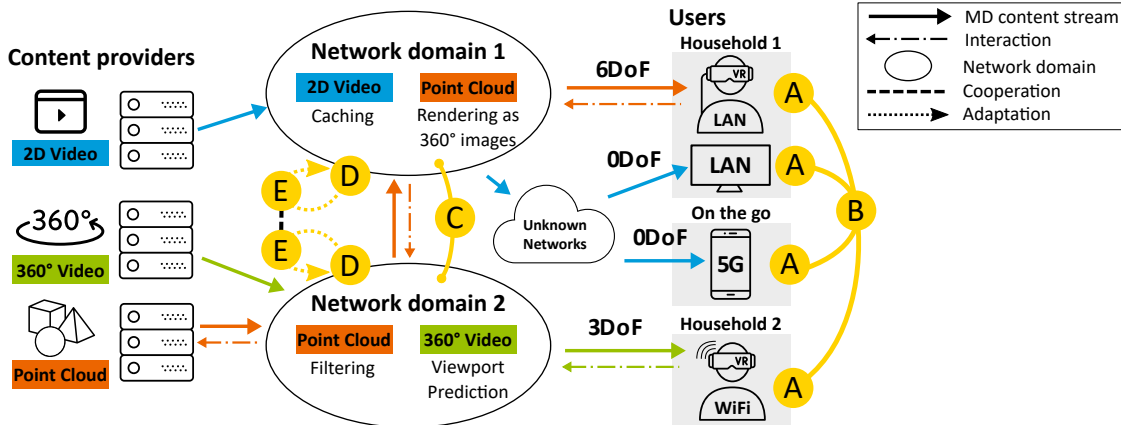 Content providers
2D Video
360°
360° Video
Point Cloud
Network domain 1
2D Video
Caching
Point Cloud
Rendering as
360° images
E
D
E
D
C
Network domain 2
Point Cloud
Filtering
360° Video
Viewport
Prediction
Unknown
Networks
6DoF
0DoF
0DoF
3DoF
Users
Household 1
VR
LAN
A
LAN
A
On the go
5G
A
Household 2
VR
WiFi
A
B
MD content stream
Interaction
Network domain
Cooperation
Adaptation